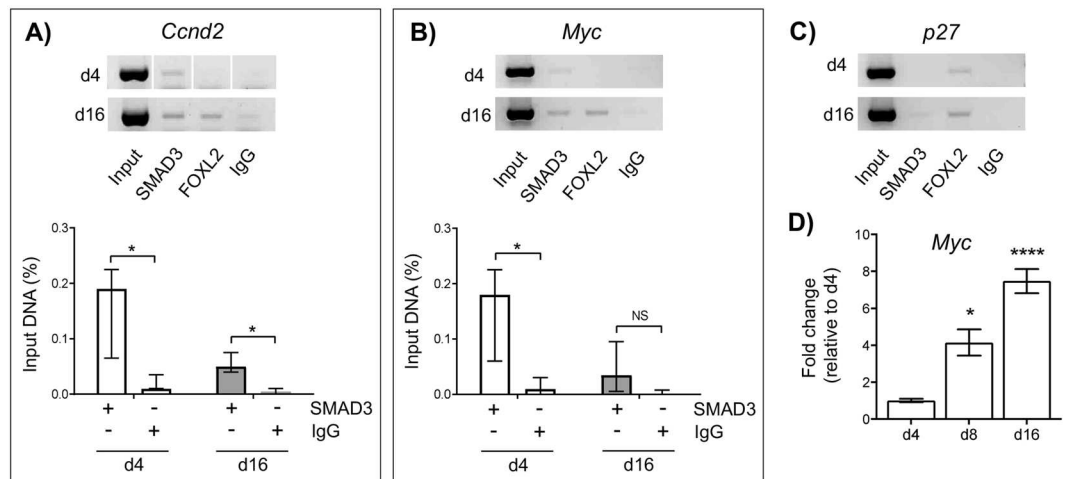 A) Ccnd2
d4
d16
Input SMAD3 FOXL2 IgG
Input DNA (%)
0.3
0.2
0.1
0.0
* *
+ - + - SMAD3
- + - + IgG
d4 d16
B) Myc
d4
d16
Input SMAD3 FOXL2 IgG
Input DNA (%)
0.3
0.2
0.1
0.0
* NS
+ - + - SMAD3
- + - + IgG
d4 d16
C) p27
d4
d16
Input SMAD3 FOXL2 IgG
D) Myc
Fold change
(relative to d4)
10
8
6
4
2
0
* ****
d4 d8 d16